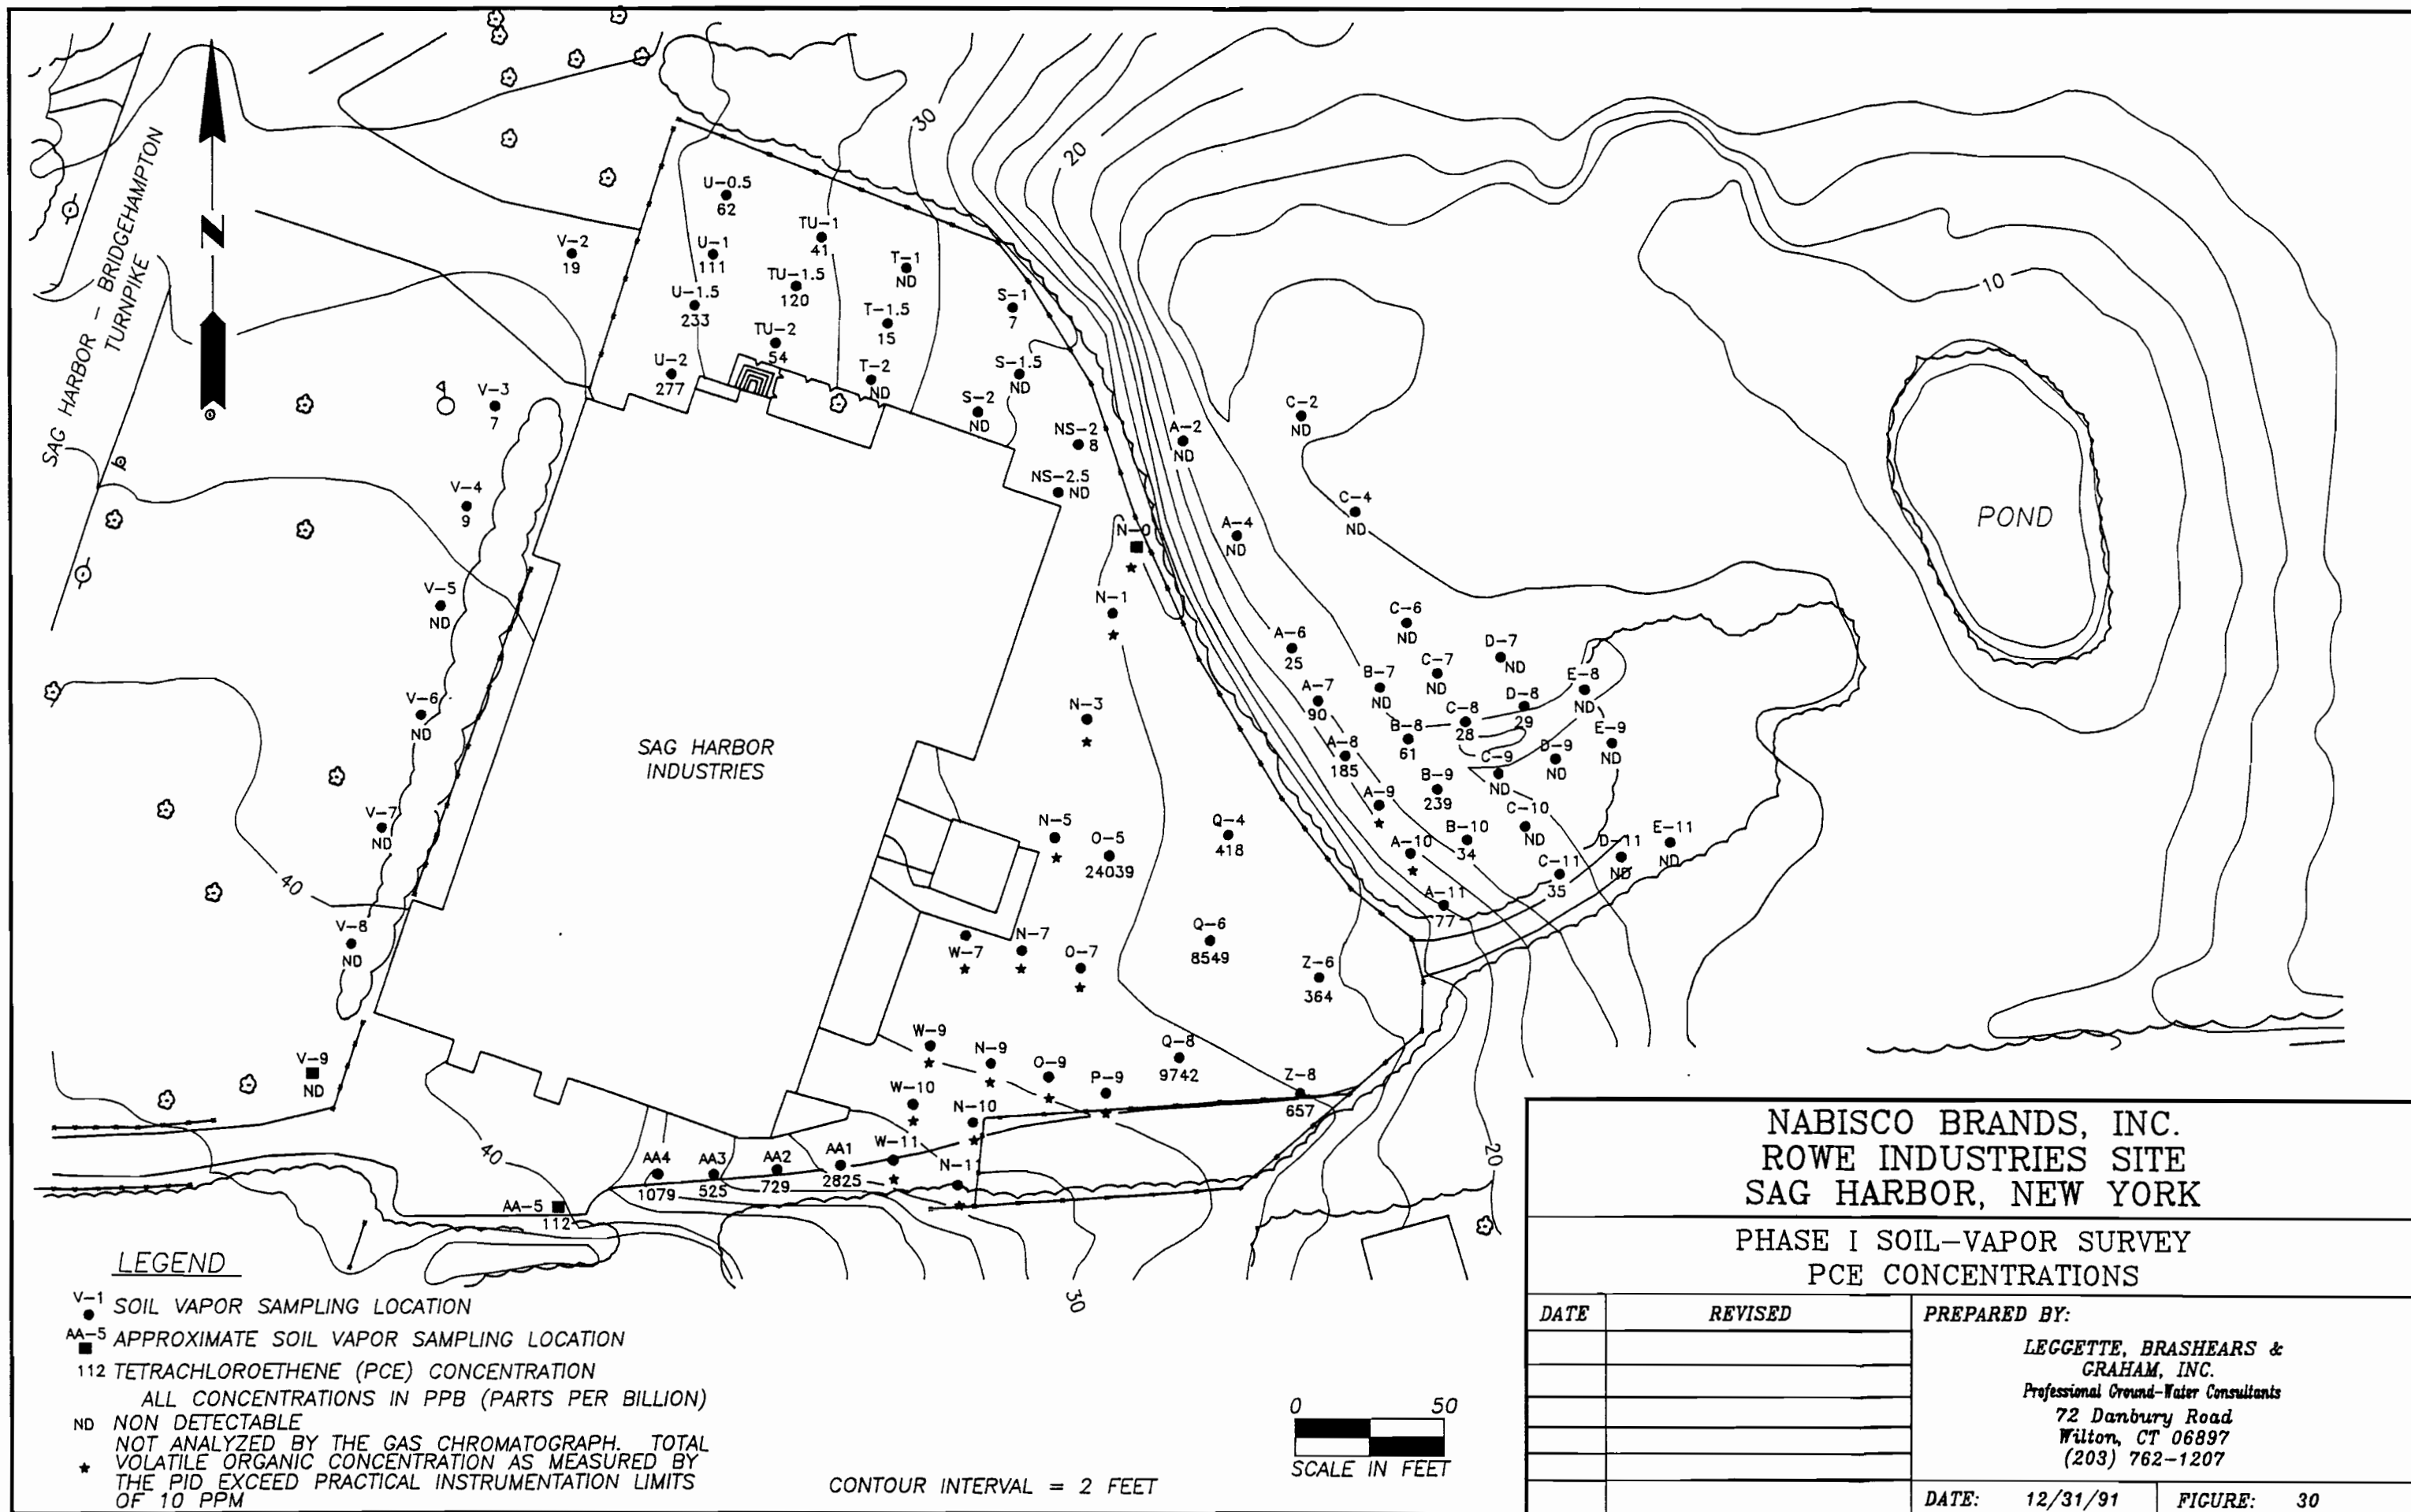 SAG HARBOR - BRIDGEHAMPTON
TURNPIKE
N
30
20
10
U-0.5
62
TU-1
41
V-2
19
U-1
111
T-1
ND
TU-1.5
120
U-1.5
233
S-1
7
T-1.5
15
TU-2
54
U-2
277
T-2
ND
S-1.5
ND
V-3
7
S-2
ND
NS-2
8
A-2
ND
C-2
ND
NS-2.5
ND
V-4
9
C-4
ND
POND
N-0
★
A-4
ND
V-5
ND
N-1
★
C-6
ND
A-6
25
D-7
ND
C-7
ND
B-7
ND
E-8
ND
A-7
90
D-8
29
V-6
ND
N-3
★
C-8
28
B-8
61
E-9
ND
SAG HARBOR
INDUSTRIES
A-8
185
D-9
ND
C-9
ND
B-9
239
A-9
★
C-10
ND
V-7
ND
N-5
★
O-5
24039
Q-4
418
B-10
34
A-10
★
D-11
ND
E-11
ND
C-11
35
40
A-11
77
V-8
ND
W-7
★
N-7
★
O-7
★
Q-6
8549
Z-6
364
W-9
★
N-9
★
O-9
★
Q-8
9742
V-9
ND
P-9
★
Z-8
657
W-10
★
N-10
★
40
AA4
1079
AA3
525
AA2
729
AA1
2825
W-11
★
N-11
★
20
AA-5
112
30
LEGEND
V-1 SOIL VAPOR SAMPLING LOCATION
AA-5 APPROXIMATE SOIL VAPOR SAMPLING LOCATION
112 TETRACHLOROETHENE (PCE) CONCENTRATION
ALL CONCENTRATIONS IN PPB (PARTS PER BILLION)
ND NON DETECTABLE
NOT ANALYZED BY THE GAS CHROMATOGRAPH. TOTAL
★ VOLATILE ORGANIC CONCENTRATION AS MEASURED BY
THE PID EXCEED PRACTICAL INSTRUMENTATION LIMITS
OF 10 PPM
CONTOUR INTERVAL = 2 FEET
0 50
SCALE IN FEET
NABISCO BRANDS, INC.
ROWE INDUSTRIES SITE
SAG HARBOR, NEW YORK
PHASE I SOIL-VAPOR SURVEY
PCE CONCENTRATIONS
DATE REVISED
PREPARED BY:
LEGGETTE, BRASHEARS &
GRAHAM, INC.
Professional Ground-Water Consultants
72 Danbury Road
Wilton, CT 06897
(203) 762-1207
DATE: 12/31/91 FIGURE: 30